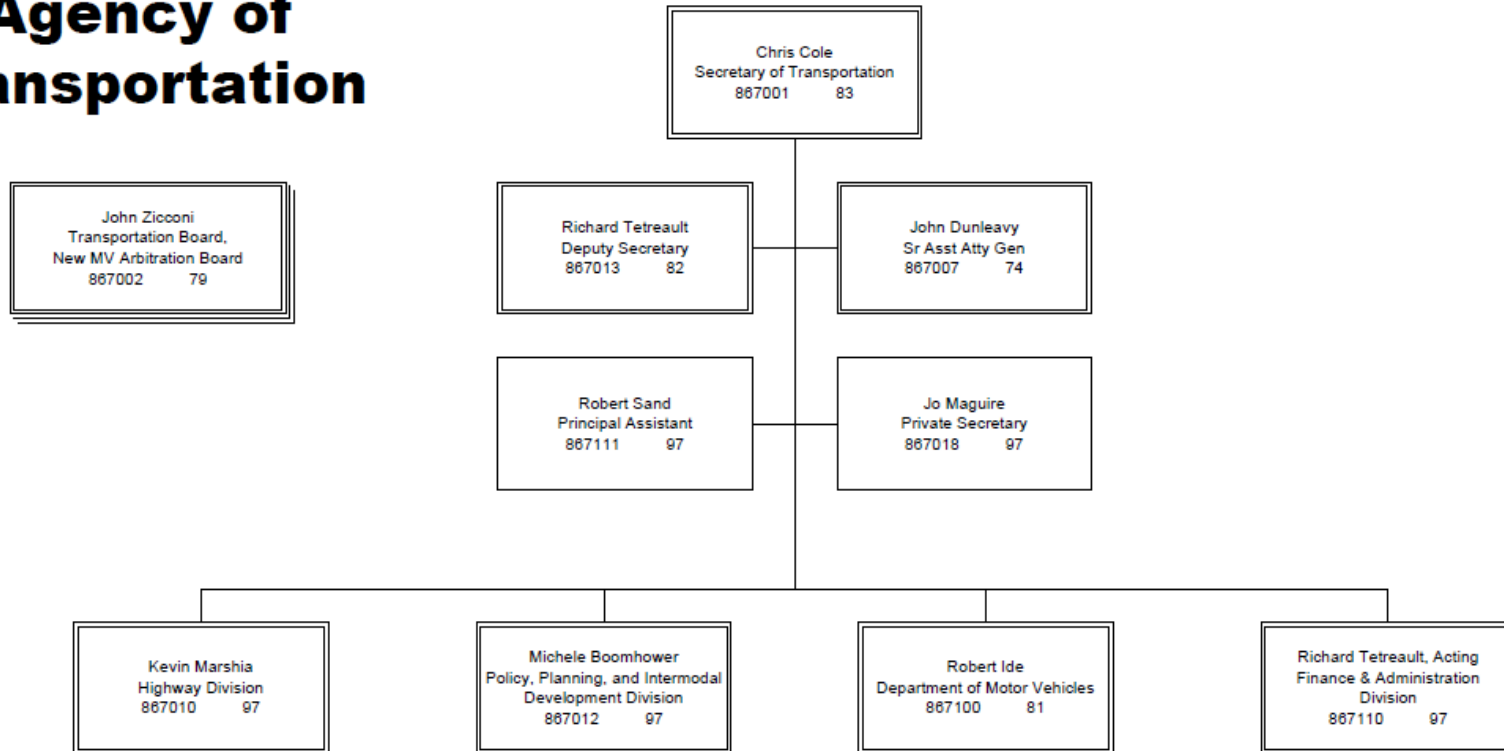 Agency of
ansportation
Chris Cole
Secretary of Transportation
867001 83
John Zicconi
Transportation Board,
New MV Arbitration Board
867002 79
Richard Tetreault
Deputy Secretary
867013 82
John Dunleavy
Sr Asst Atty Gen
867007 74
Robert Sand
Principal Assistant
867111 97
Jo Maguire
Private Secretary
867018 97
Kevin Marshia
Highway Division
867010 97
Michele Boomhower
Policy, Planning, and Intermodal
Development Division
867012 97
Robert Ide
Department of Motor Vehicles
867100 81
Richard Tetreault, Acting
Finance & Administration
Division
867110 97